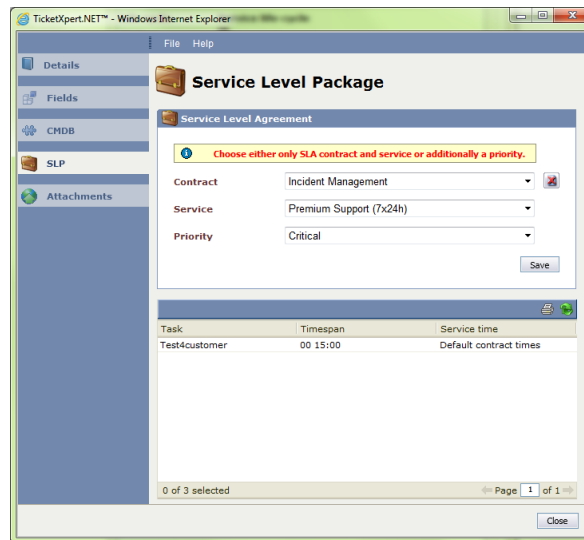 TicketXpert.NET™ - Windows Internet Explorer
File Help
Details
Fields
CMDB
SLP
Attachments
Service Level Package
Service Level Agreement
Choose either only SLA contract and service or additionally a priority.
Contract Incident Management
Service Premium Support (7x24h)
Priority Critical
Save
Task Timespan Service time
Test4customer 00 15:00 Default contract times
0 of 3 selected Page 1 of 1
Close